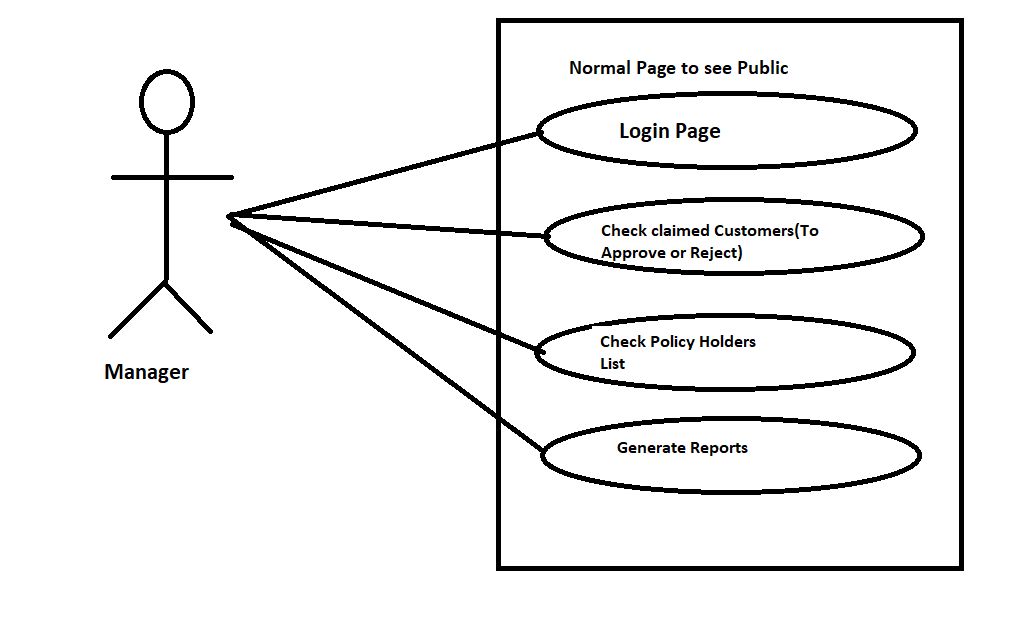 Normal Page to see Public
Login Page
Check claimed Customers(To
Approve or Reject)
Check Policy Holders
List
Manager
Generate Reports